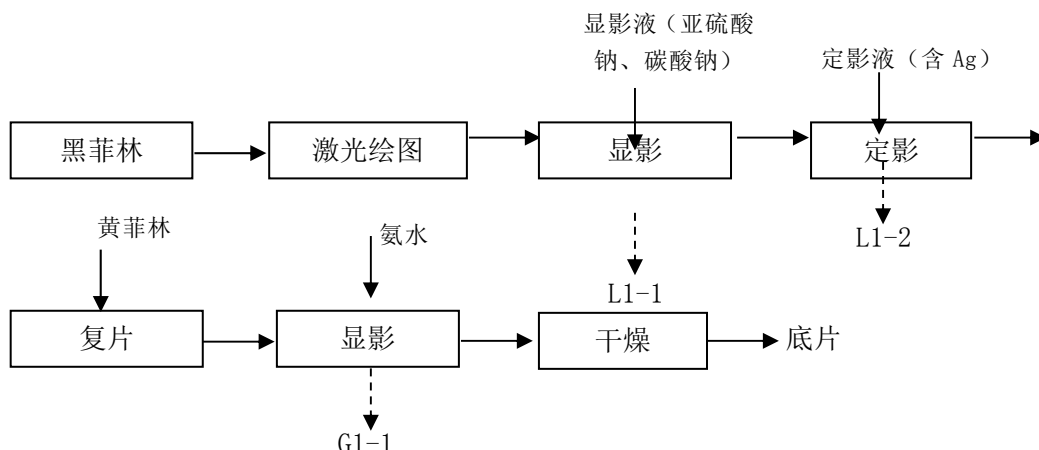 显影液（亚硫酸
钠、碳酸钠）
定影液（含 Ag）
黑菲林
激光绘图
显影
定影
L1-2
黄菲林
氨水
L1-1
复片
显影
干燥
底片
G1-1